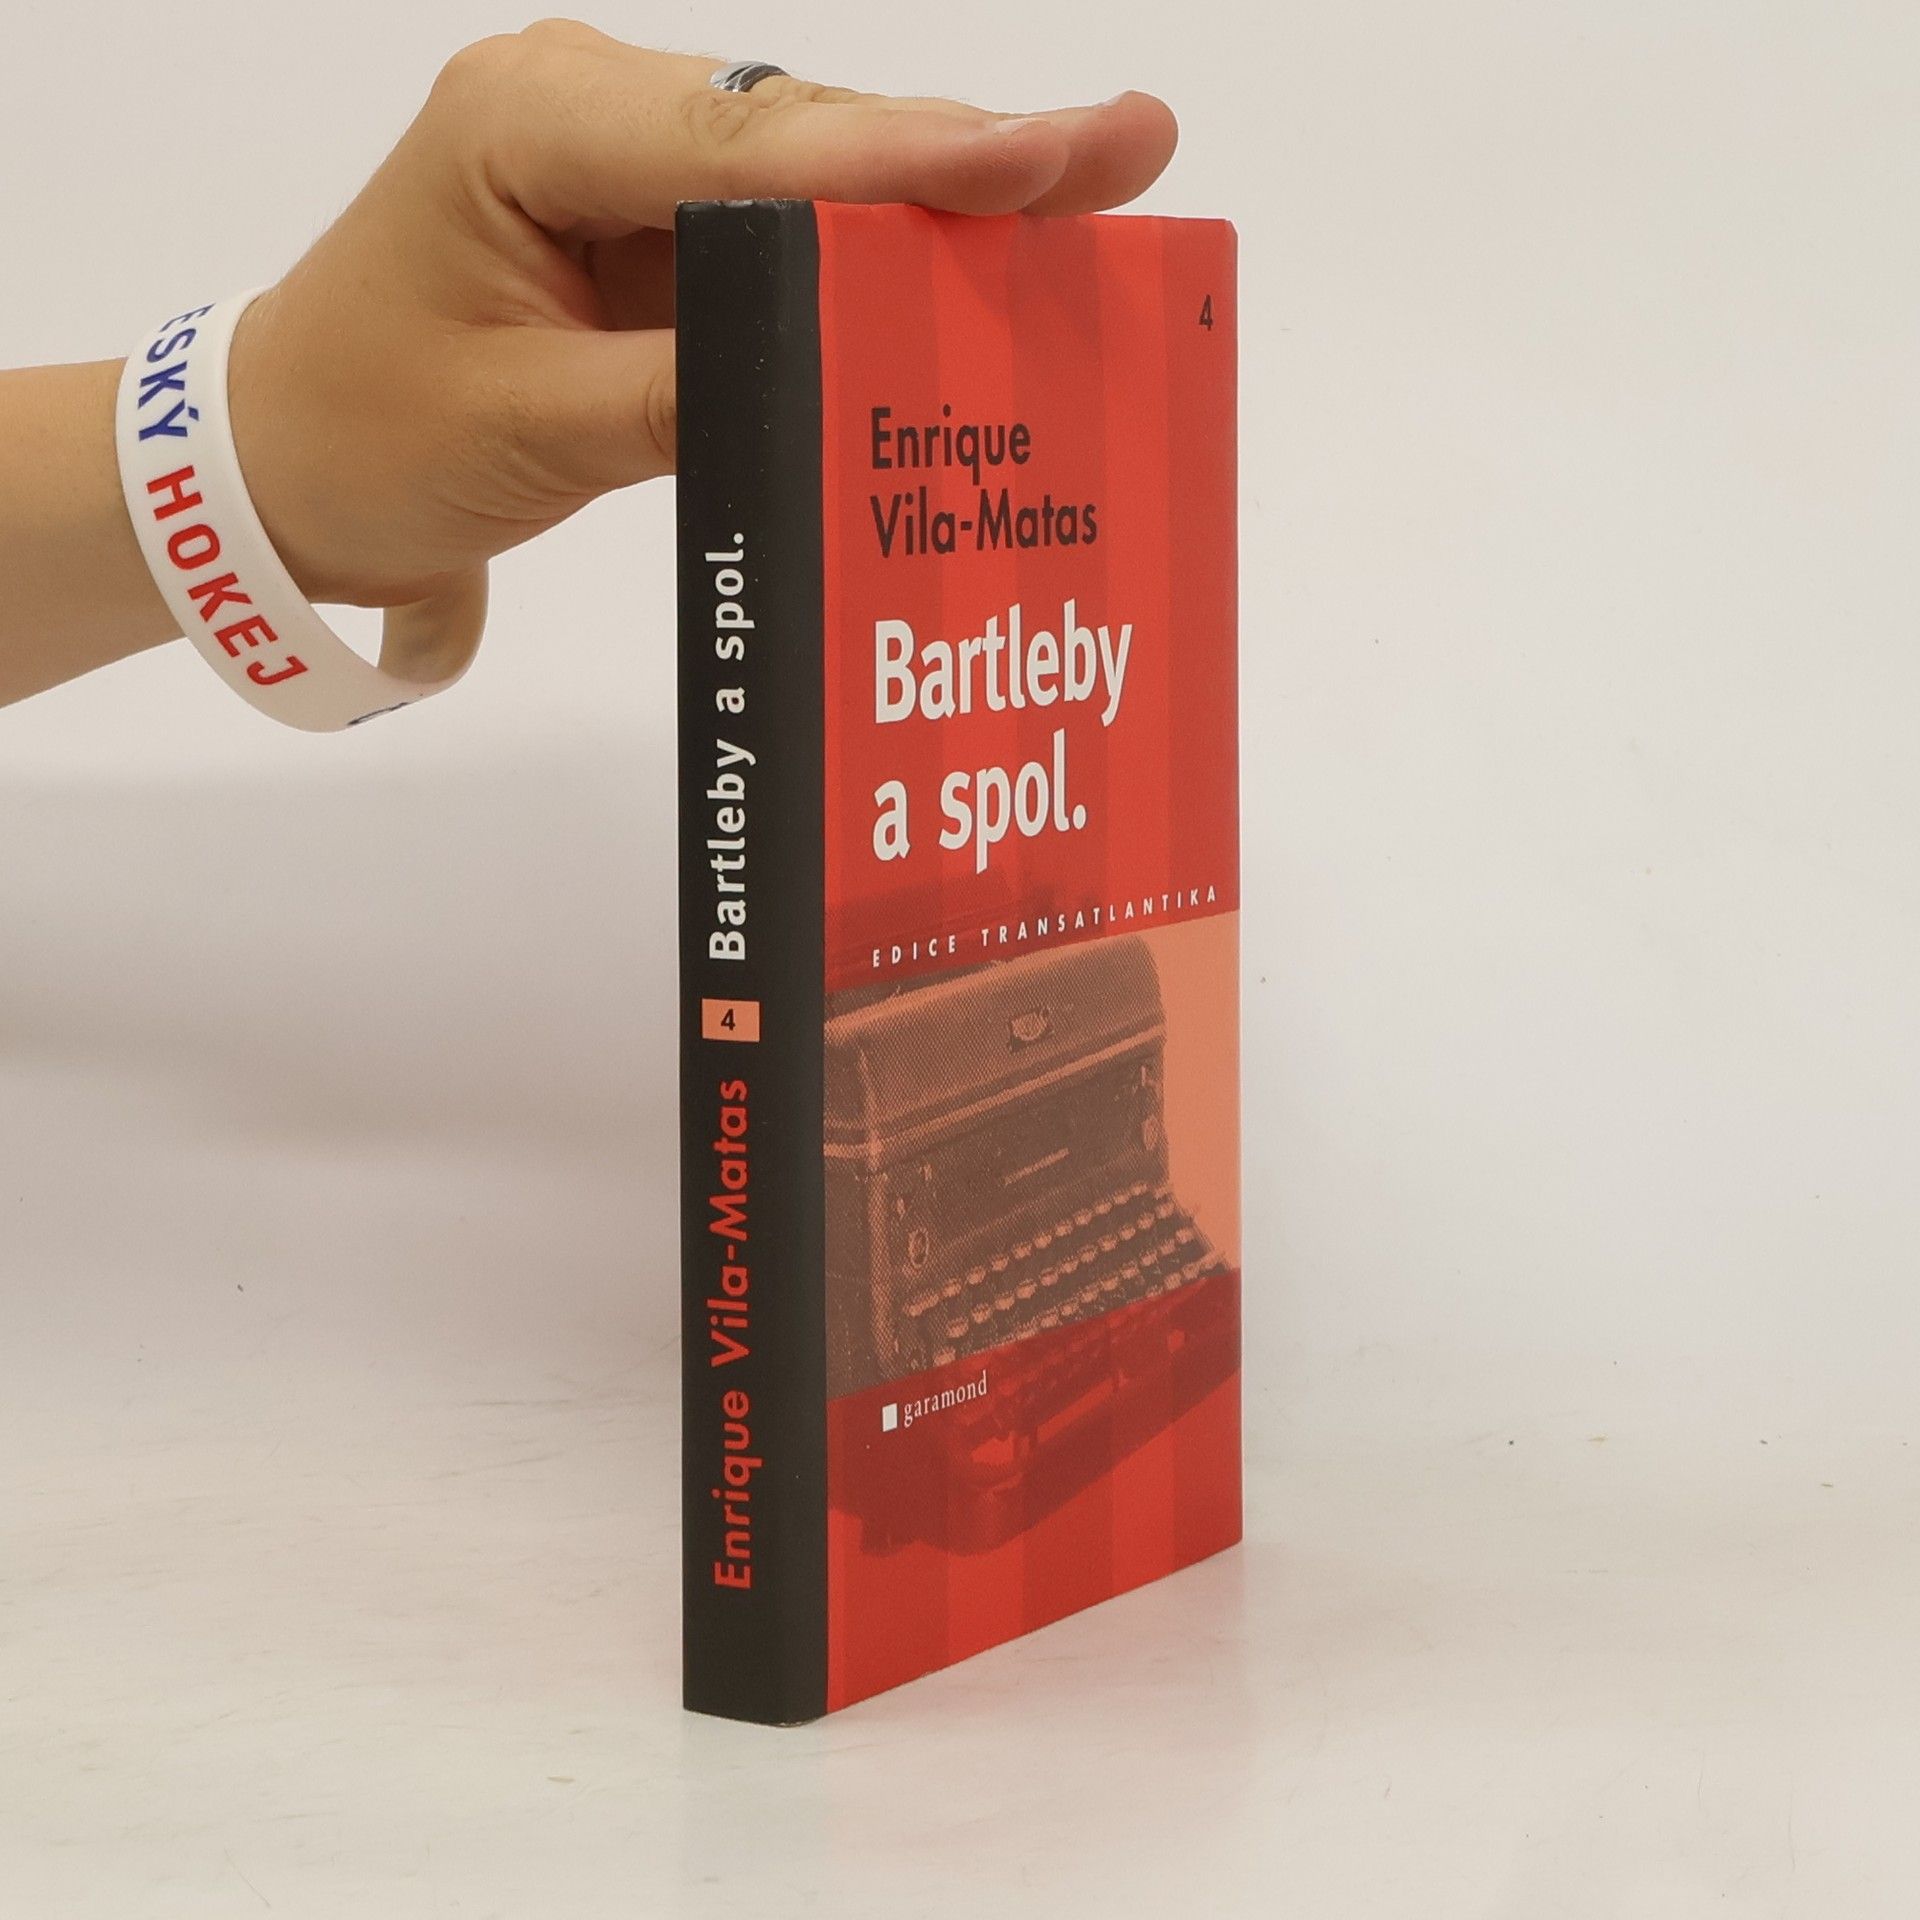 ESKÝ HOKEJ
Bartleby a spol.
4
Enrique Vila-Matas
4
Enrique
Vila-Matas
Bartleby
a spol.
EDICE TRANSATLANTIKA
garamond